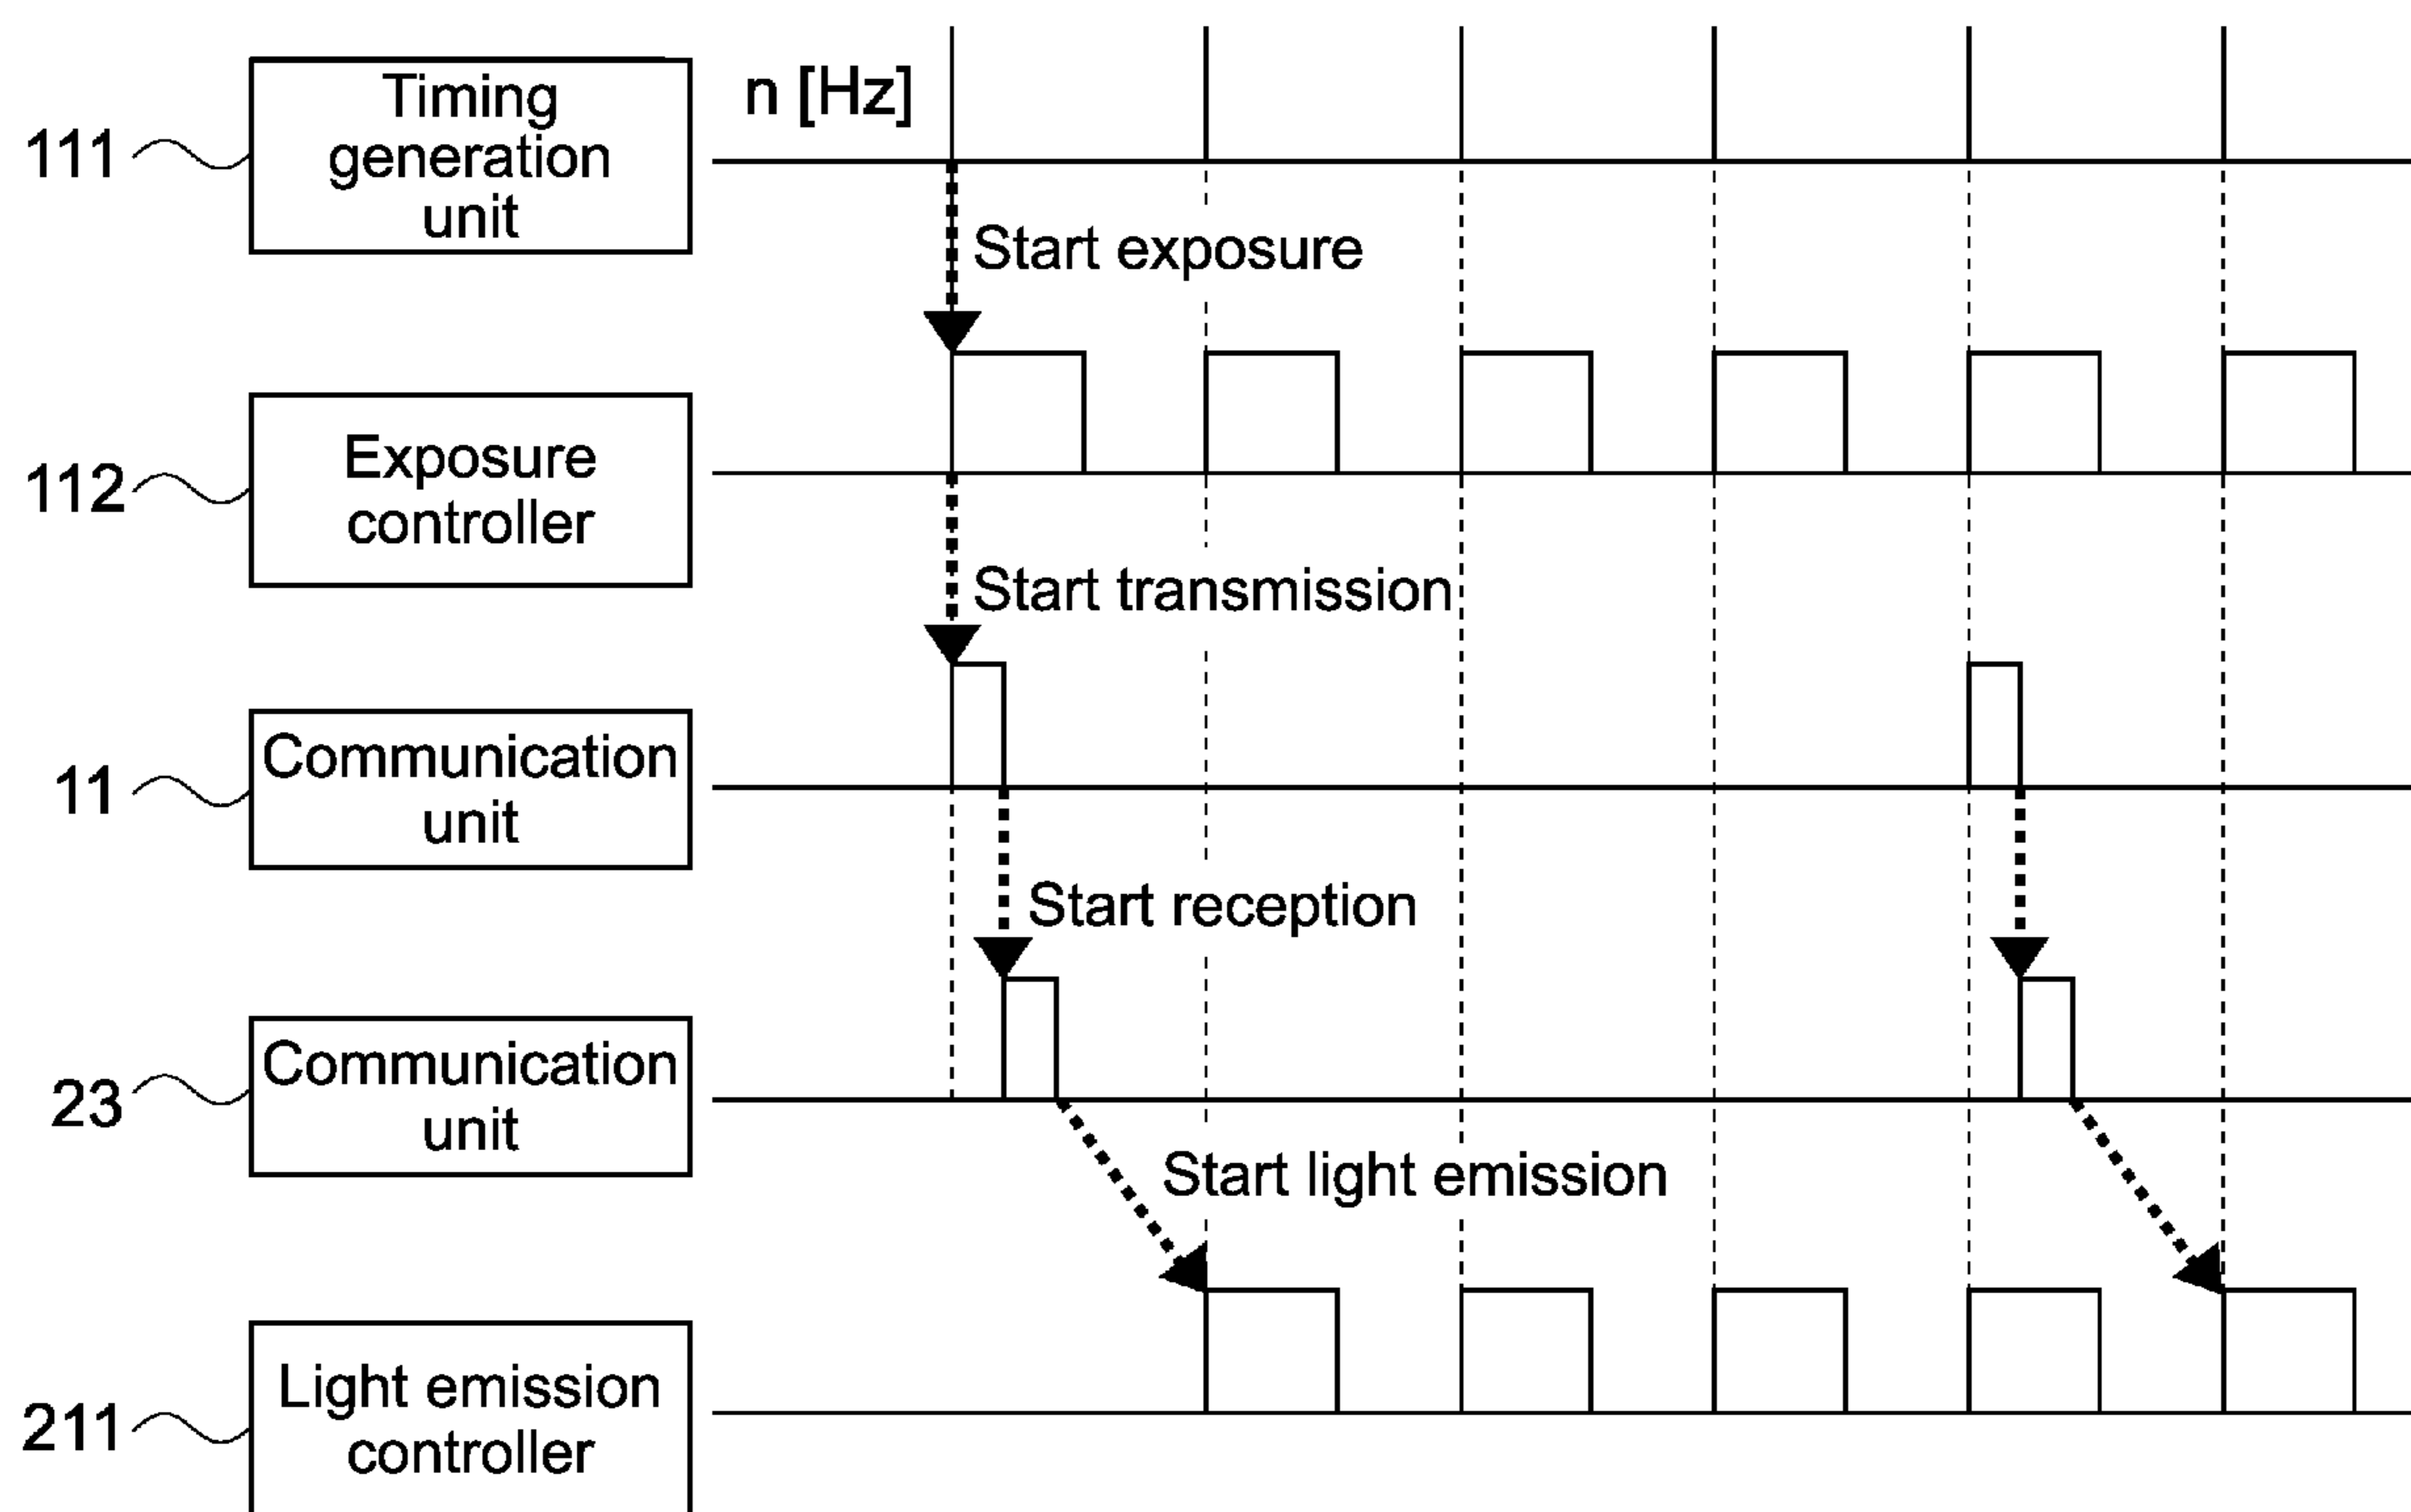 Timing
generation
unit
111
n [Hz]
Start exposure
Exposure
controller
112
Start transmission
Communication
unit
11
Start reception
Communication
unit
23
Start light emission
Light emission
controller
211